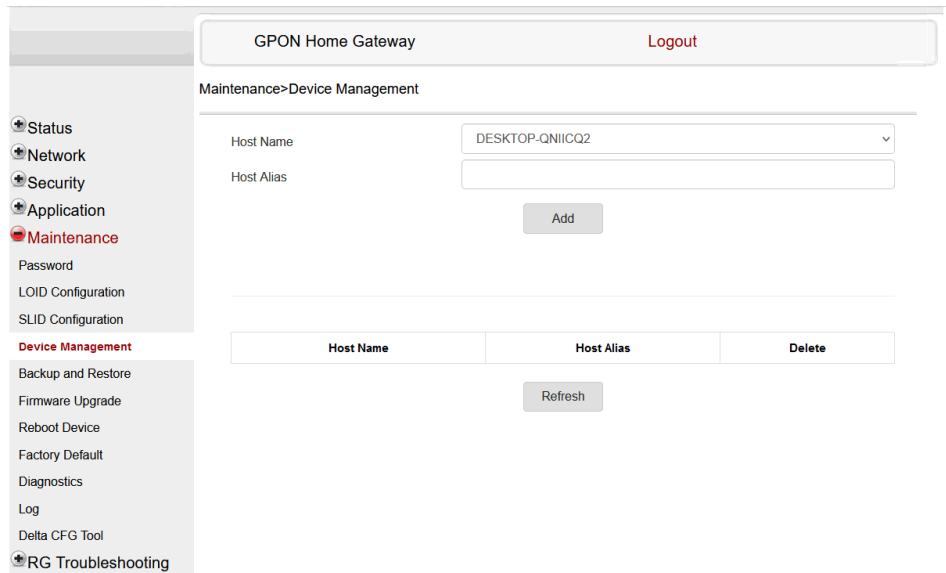 GPON Home Gateway Logout
Maintenance>Device Management
Status
Network
Security
Application
Maintenance
Password
LOID Configuration
SLID Configuration
Device Management
Backup and Restore
Firmware Upgrade
Reboot Device
Factory Default
Diagnostics
Log
Delta CFG Tool
RG Troubleshooting
Host Name DESKTOP-QNIICQ2
Host Alias
Add
Host Name Host Alias Delete
Refresh